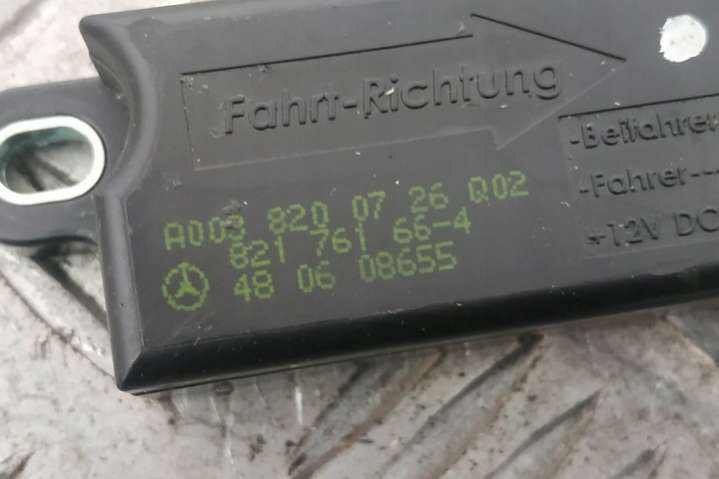 Fahrt-Richtung
-Beifahrer
-Fahrer---
+12V DC
A003 820 07 26 Q02
821 761 66-4
48 06 08655